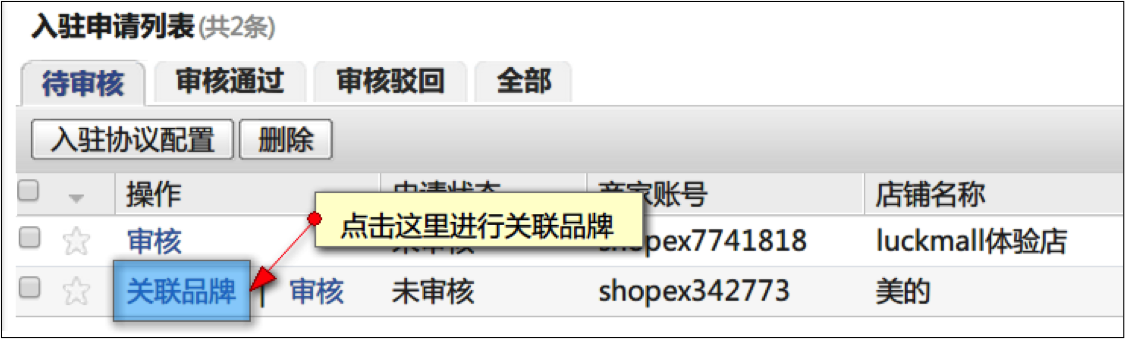 入驻申请列表(共2条)
待审核 审核通过 审核驳回 全部
入驻协议配置 删除
操作 申请状态 商家账号 店铺名称
点击这里进行关联品牌
审核 未审核 shopex7741818 luckmall体验店
关联品牌 | 审核 未审核 shopex342773 美的